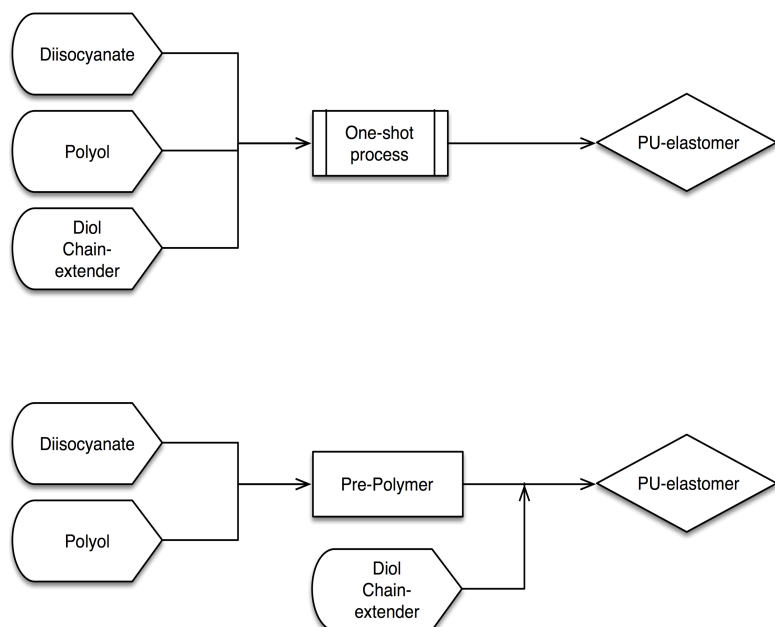 Diisocyanate
Polyol
Diol
Chain-
extender
One-shot
process
PU-elastomer
Diisocyanate
Polyol
Pre-Polymer
Diol
Chain-
extender
PU-elastomer